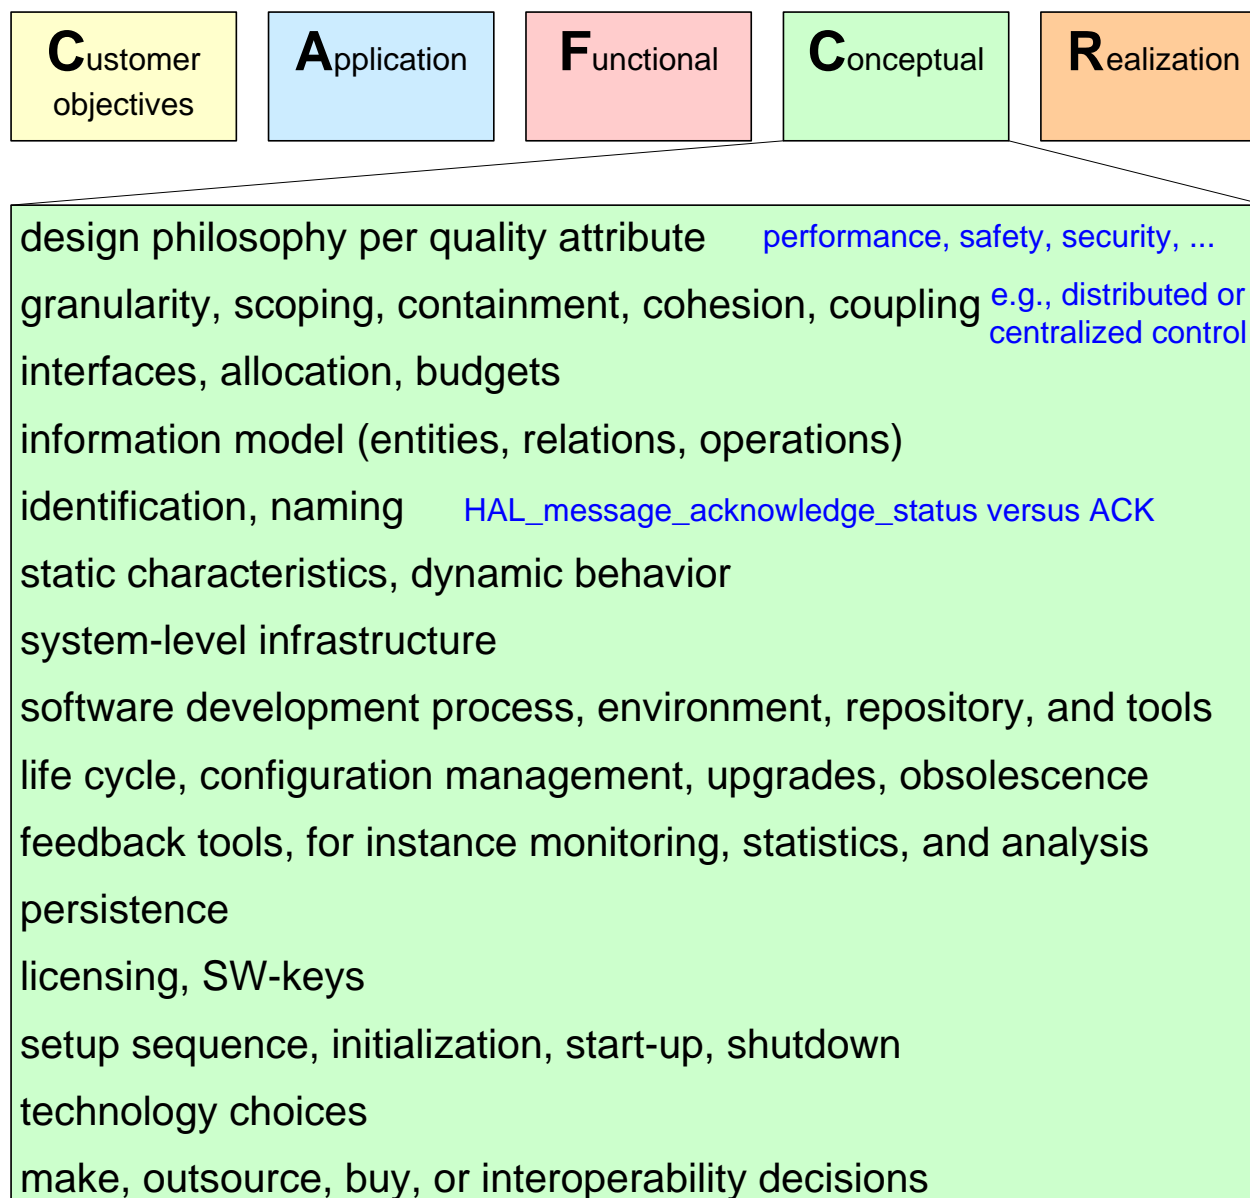 Customer
objectives
Application
Functional
Conceptual
Realization
design philosophy per quality attribute performance, safety, security, ...
granularity, scoping, containment, cohesion, coupling e.g., distributed or
centralized control
interfaces, allocation, budgets
information model (entities, relations, operations)
identification, naming HAL_message_acknowledge_status versus ACK
static characteristics, dynamic behavior
system-level infrastructure
software development process, environment, repository, and tools
life cycle, configuration management, upgrades, obsolescence
feedback tools, for instance monitoring, statistics, and analysis
persistence
licensing, SW-keys
setup sequence, initialization, start-up, shutdown
technology choices
make, outsource, buy, or interoperability decisions